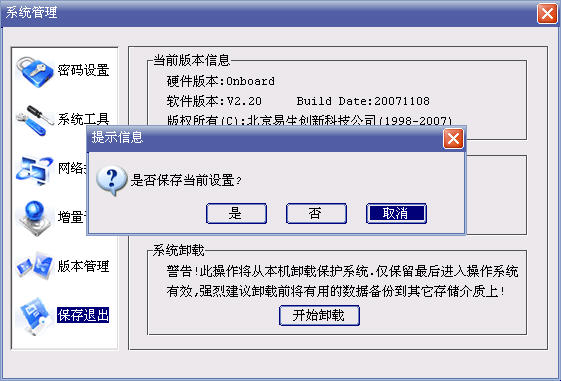 系统管理
密码设置
系统工具
网络
增量
版本管理
保存退出
当前版本信息
硬件版本:Onboard
软件版本:V2.20 Build Date:20071108
版权所有(C):北京易生创新科技公司(1998-2007)
提示信息
是否保存当前设置?
是
否
取消
系统卸载
警告!此操作将从本机卸载保护系统.仅保留最后进入操作系统
有效,强烈建议卸载前将有用的数据备份到其它存储介质上!
开始卸载